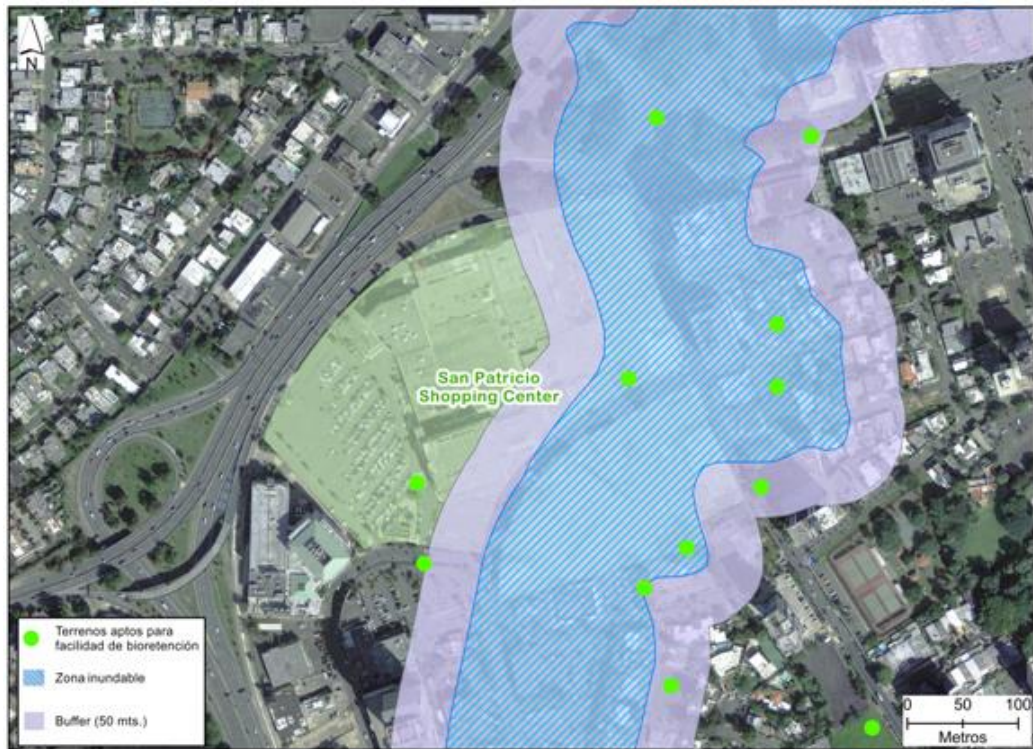 N
San Patricio
Shopping Center
Terrenos aptos para
facilidad de bioretención
Zona inundable
Buffer (50 mts.)
0 50 100
Metros